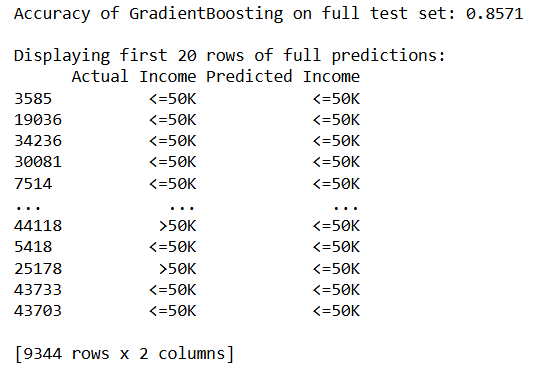 Accuracy of GradientBoosting on full test set: 0.8571
Displaying first 20 rows of full predictions:
Actual Income Predicted Income
3585 <=50K <=50K
19036 <=50K <=50K
34236 <=50K <=50K
30081 <=50K <=50K
7514 <=50K <=50K
... ... ...
44118 >50K <=50K
5418 <=50K <=50K
25178 >50K <=50K
43733 <=50K <=50K
43703 <=50K <=50K
[9344 rows x 2 columns]